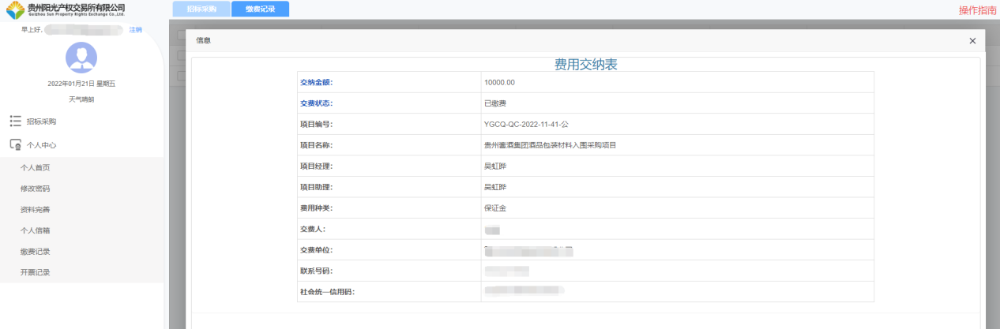 贵州阳光产权交易所有限公司
Guizhou Sun Property Rights Exchange Co.,Ltd.
招标采购
缴费记录
操作指南
早上好,
注销
2022年01月21日 星期五
天气晴朗
招标采购
个人中心
个人首页
修改密码
资料完善
个人信箱
缴费记录
开票记录
信息
费用交纳表
交纳金额: 10000.00
交费状态: 已缴费
项目编号: YGCQ-QC-2022-11-41-公
项目名称: 贵州酱酒集团酒品包装材料入围采购项目
项目经理: 吴虹晔
项目助理: 吴虹晔
费用种类: 保证金
交费人:
交费单位:
联系号码:
社会统一信用码: